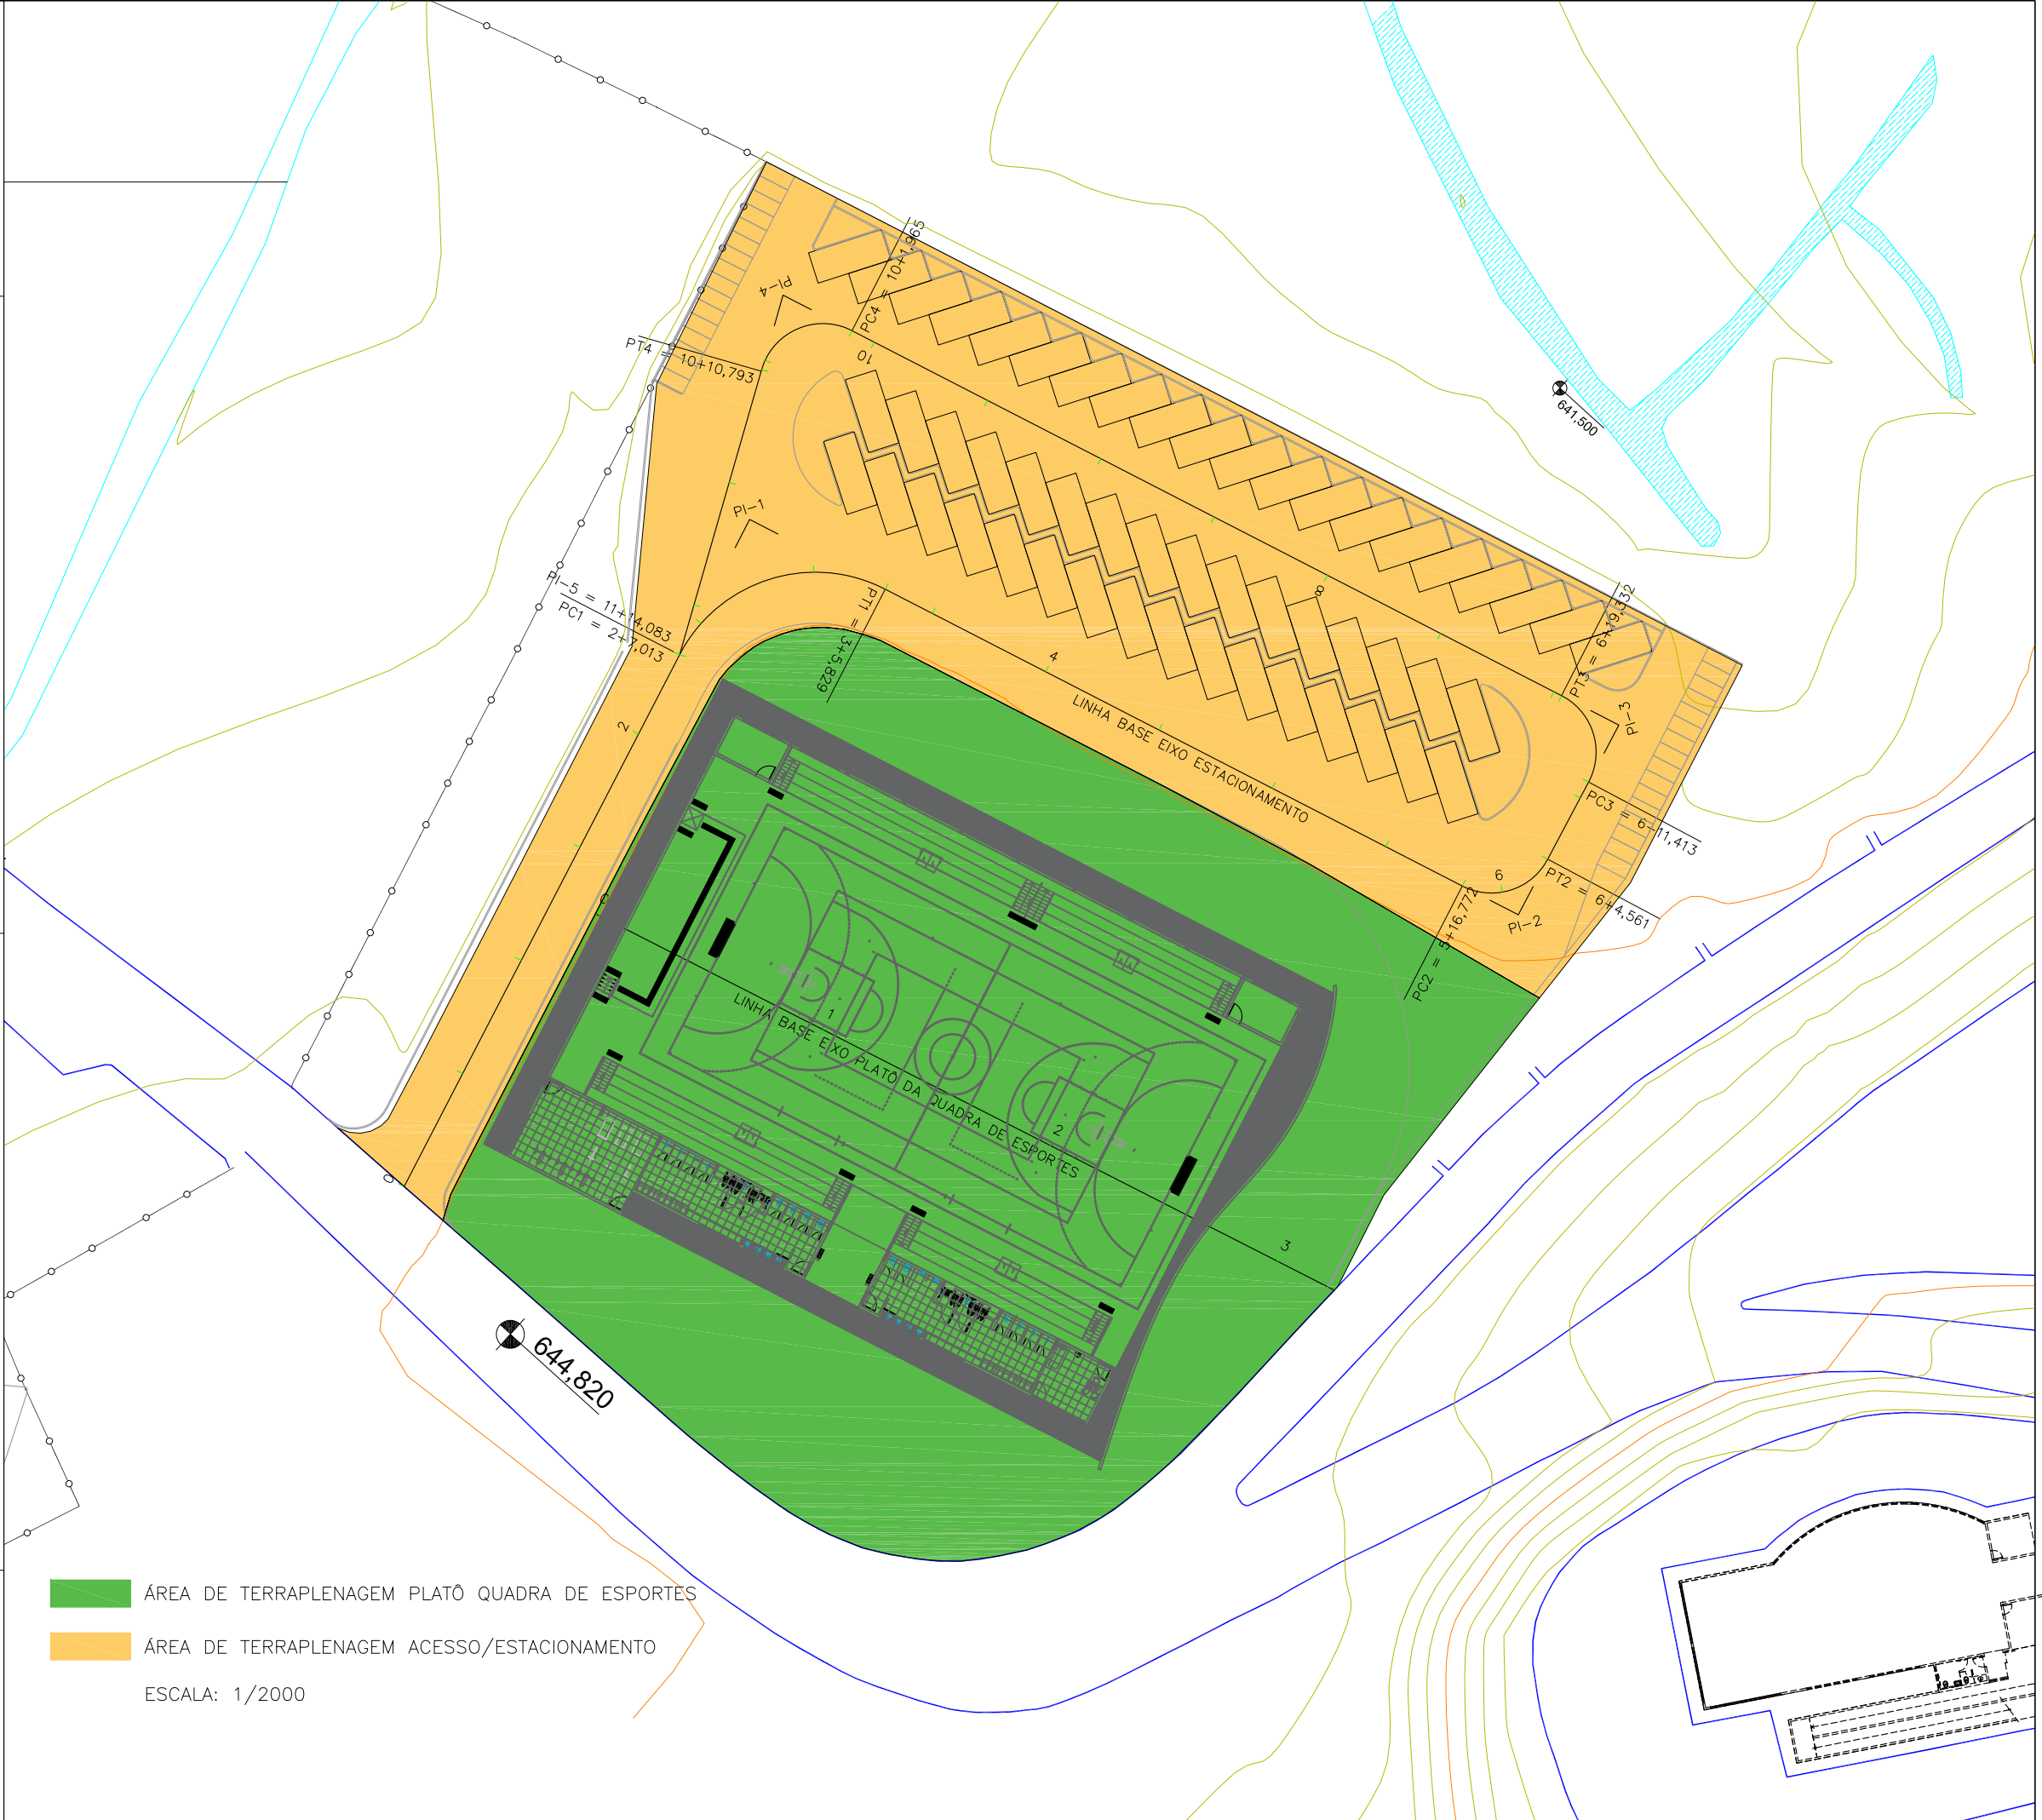 PC4 = 10+1,965
PI-4
PT4 = 10+10,793
10
641,500
PI-1
PI-5 = 11+14,083
PC1 = 2+7,013
PT1 = 3+5,829
8
PT3 = 6+19,332
4
PI-3
2
LINHA BASE EIXO ESTACIONAMENTO
PC3 = 6+11,413
6
PT2 = 6+4,561
PI-2
PC2 = 5+16,772
0
1
LINHA BASE EIXO PLATÔ DA QUADRA DE ESPORTES
2
0
3
644,820
ÁREA DE TERRAPLENAGEM PLATÔ QUADRA DE ESPORTES
ÁREA DE TERRAPLENAGEM ACESSO/ESTACIONAMENTO
ESCALA: 1/2000